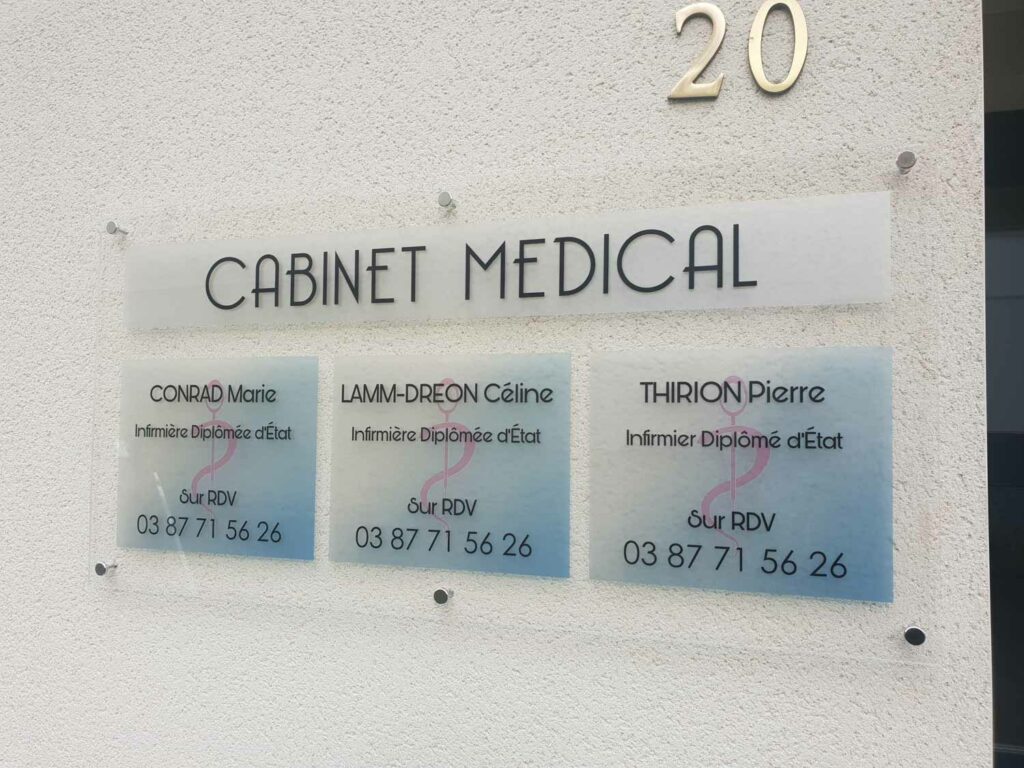 20
CABINET MEDICAL
CONRAD Marie
Infirmière Diplômée d'État
Sur RDV
03 87 71 56 26
LAMM-DREON Céline
Infirmière Diplômée d'État
Sur RDV
03 87 71 56 26
THIRION Pierre
Infirmier Diplômé d'État
Sur RDV
03 87 71 56 26